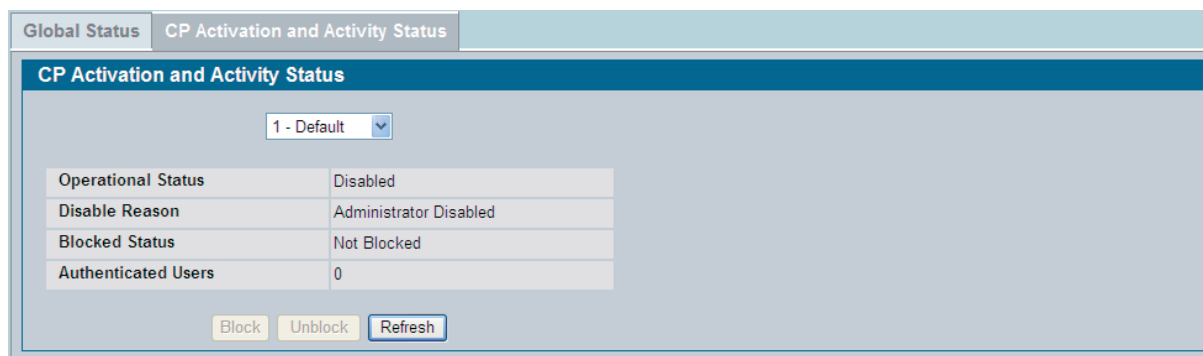 Global Status CP Activation and Activity Status
CP Activation and Activity Status
1 - Default
Operational Status Disabled
Disable Reason Administrator Disabled
Blocked Status Not Blocked
Authenticated Users 0
Block Unblock Refresh